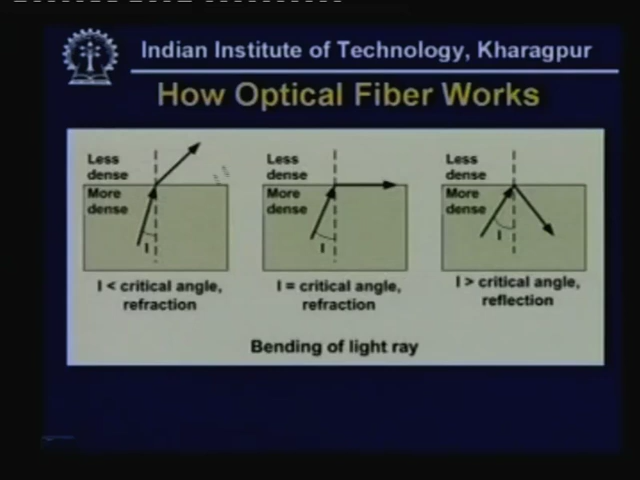 Indian Institute of Technology, Kharagpur
How Optical Fiber Works
Less
dense
More
dense
I
I < critical angle,
refraction
Less
dense
More
dense
I
I = critical angle,
refraction
Less
dense
More
dense
I
I > critical angle,
reflection
Bending of light ray